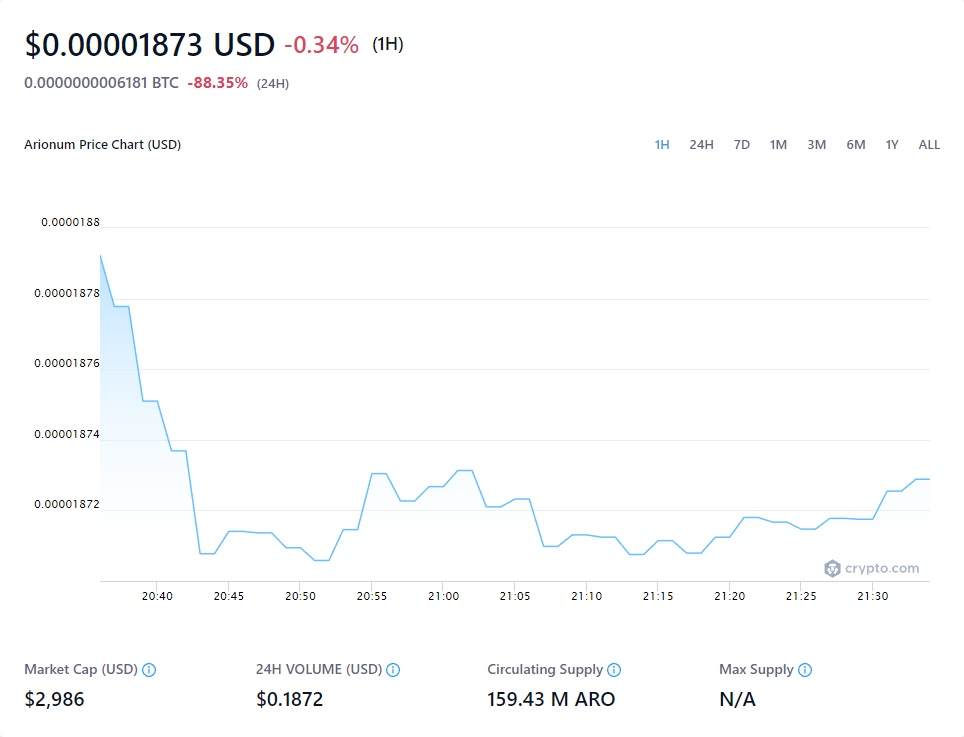 $0.00001873 USD -0.34% (1H)
0.0000000006181 BTC -88.35% (24H)
Arionum Price Chart (USD)
1H 24H 7D 1M 3M 6M 1Y ALL
0.0000188
0.00001878
0.00001876
0.00001874
0.00001872
crypto.com
20:40 20:45 20:50 20:55 21:00 21:05 21:10 21:15 21:20 21:25 21:30
Market Cap (USD) 24H VOLUME (USD) Circulating Supply Max Supply
$2,986 $0.1872 159.43 M ARO N/A